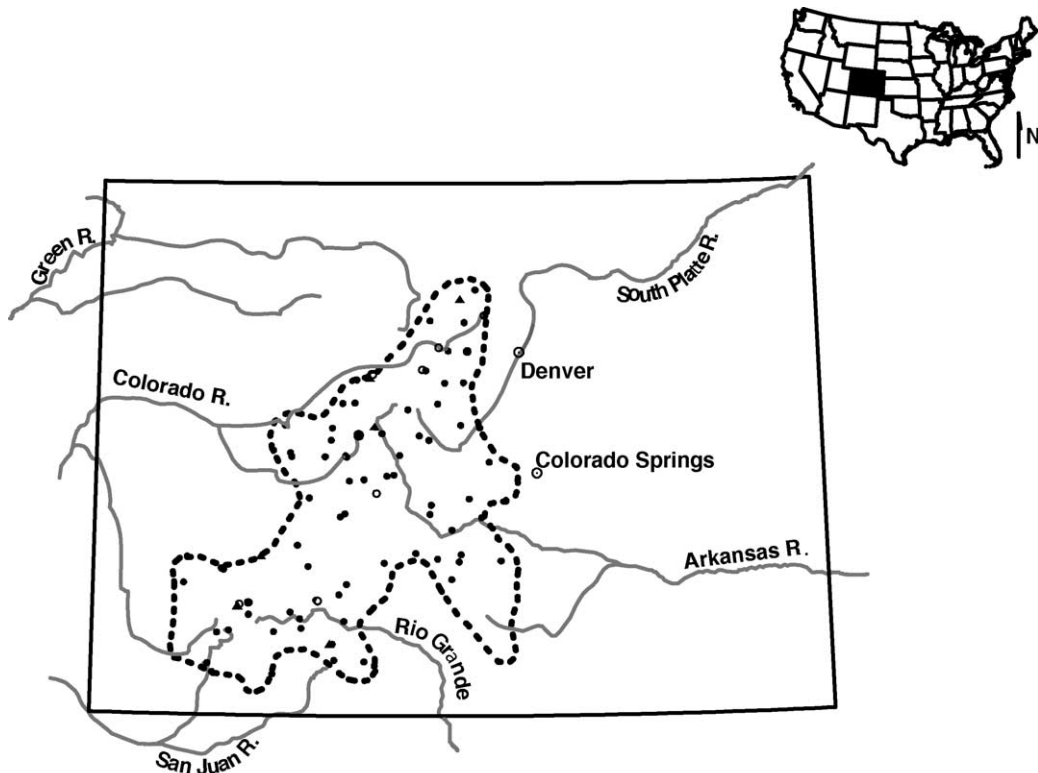 N
Green R.
South Platte R.
Denver
Colorado R.
Colorado Springs
Arkansas R.
Rio Grande
San Juan R.